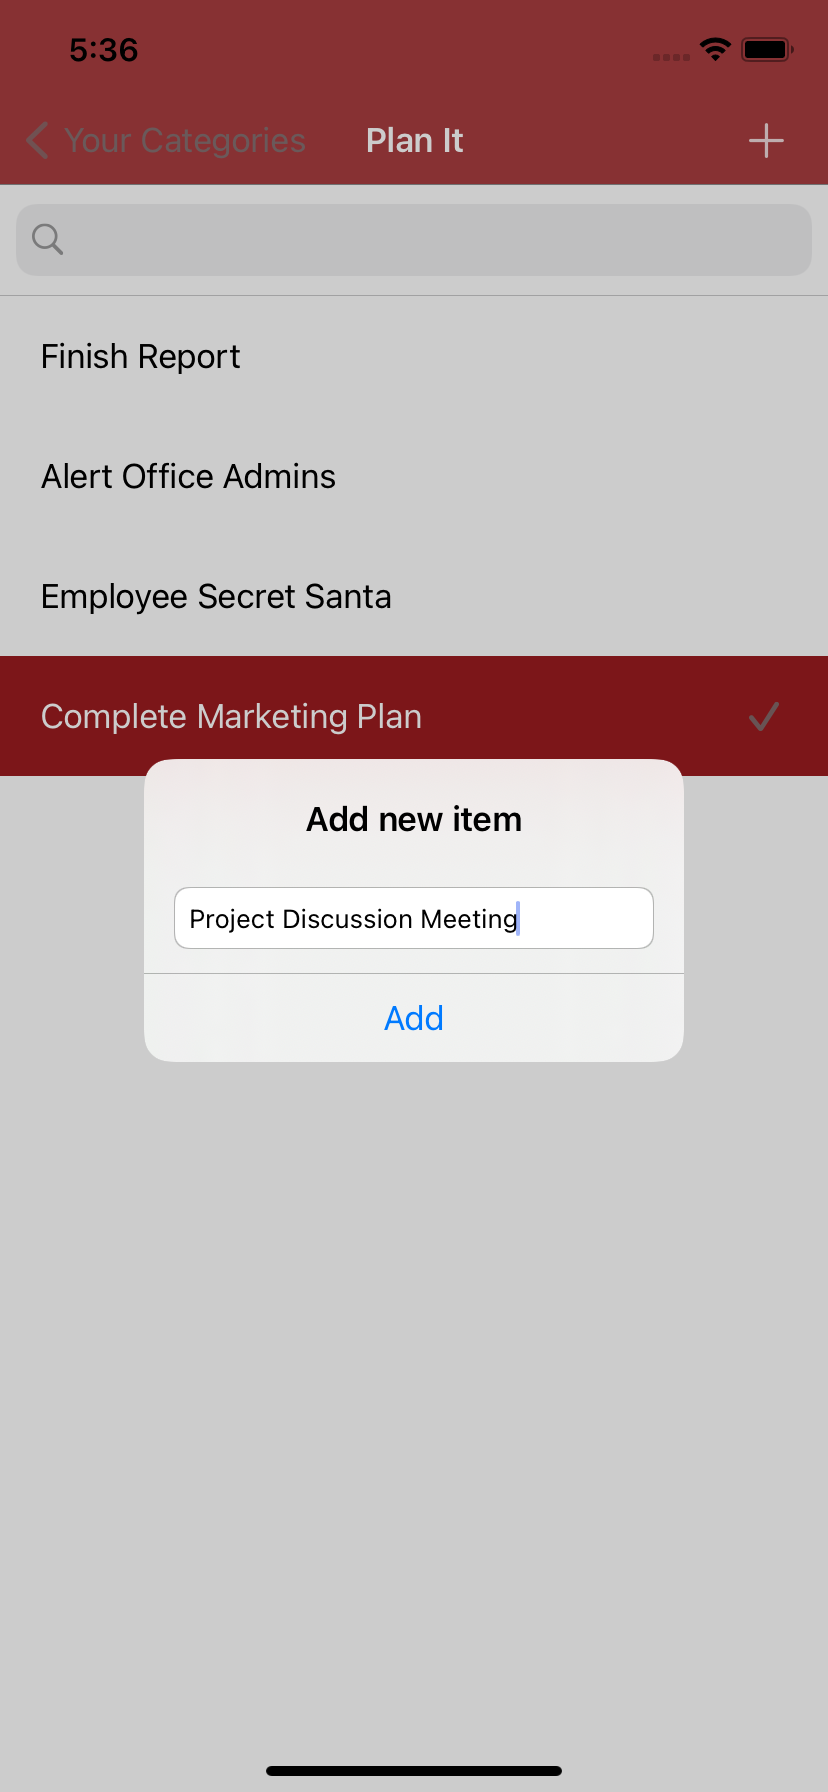 5:36
Your Categories
Plan It
Finish Report
Alert Office Admins
Employee Secret Santa
Complete Marketing Plan
Add new item
Project Discussion Meeting
Add